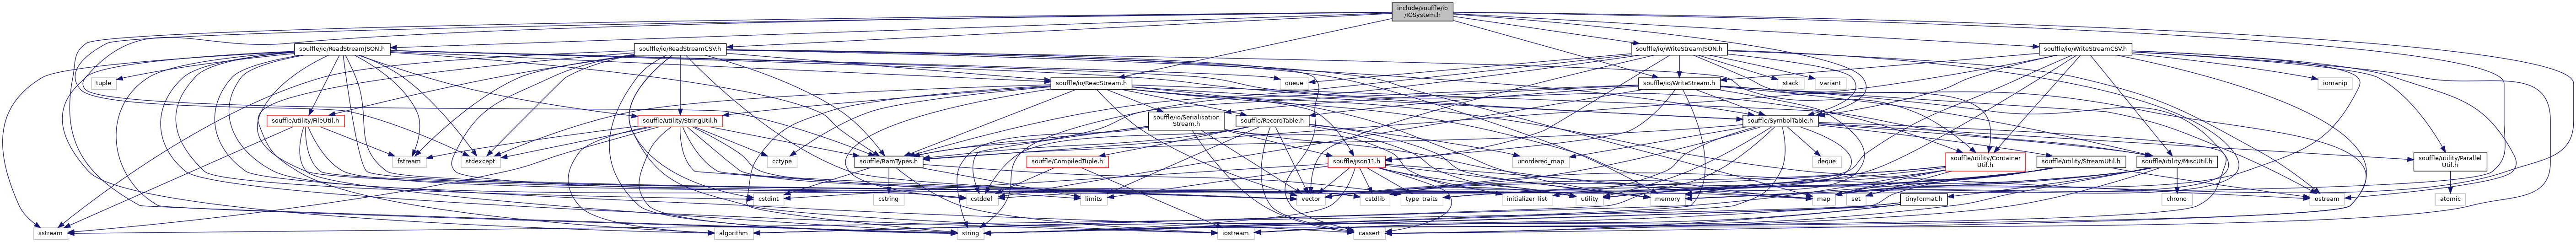 include/souffle/io
/IOSystem.h
souffle/io/ReadStreamJSON.h
souffle/io/ReadStreamCSV.h
souffle/io/WriteStreamJSON.h
souffle/io/WriteStreamCSV.h
tuple
souffle/io/ReadStream.h
queue
souffle/io/WriteStream.h
stack
variant
iomanip
souffle/utility/FileUtil.h
souffle/utility/StringUtil.h
souffle/io/Serialisation
Stream.h
souffle/RecordTable.h
souffle/SymbolTable.h
fstream
stdexcept
cctype
souffle/RamTypes.h
souffle/CompiledTuple.h
souffle/json11.h
unordered_map
deque
souffle/utility/Container
Util.h
souffle/utility/StreamUtil.h
souffle/utility/MiscUtil.h
souffle/utility/Parallel
Util.h
cstdint
cstring
cstddef
limits
vector
cstdlib
type_traits
initializer_list
utility
memory
map
set
tinyformat.h
chrono
ostream
atomic
sstream
algorithm
string
iostream
cassert